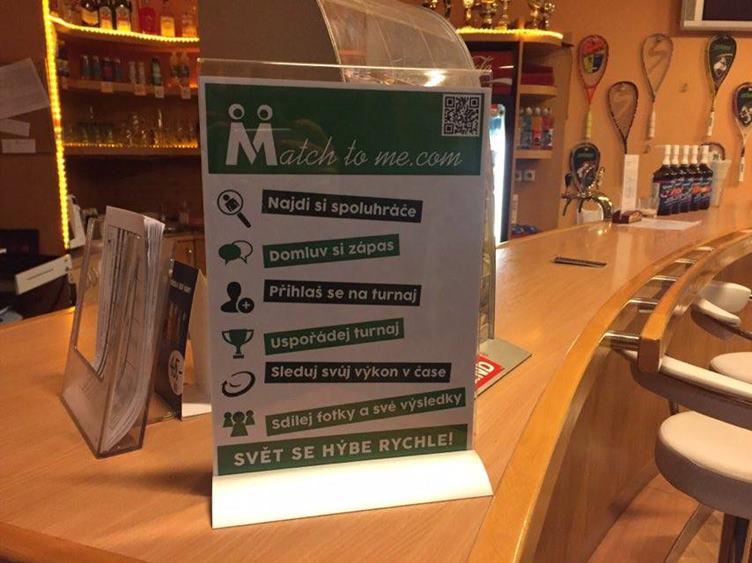 Match to me.com
Najdi si spoluhráče
Domluv si zápas
Přihlaš se na turnaj
Uspořádej turnaj
Sleduj svůj výkon v čase
Sdílej fotky a své výsledky
SVĚT SE HÝBE RYCHLE!